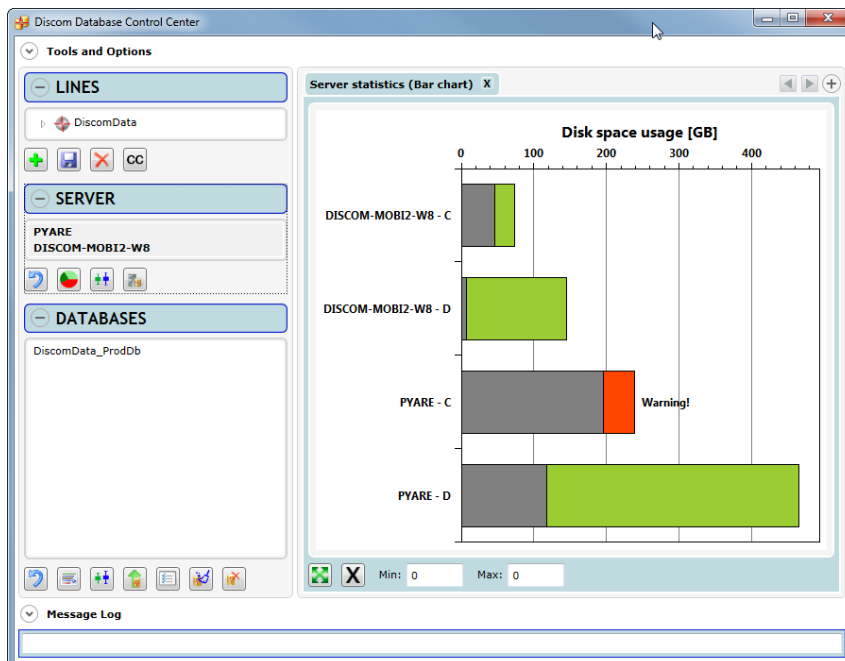 Discom Database Control Center
Tools and Options
LINES
DiscomData
CC
SERVER
PYARE
DISCOM-MOBI2-W8
DATABASES
DiscomData_ProdDb
Server statistics (Bar chart) X
Disk space usage [GB]
0 100 200 300 400
DISCOM-MOBI2-W8 - C
DISCOM-MOBI2-W8 - D
PYARE - C Warning!
PYARE - D
X Min: 0 Max: 0
Message Log